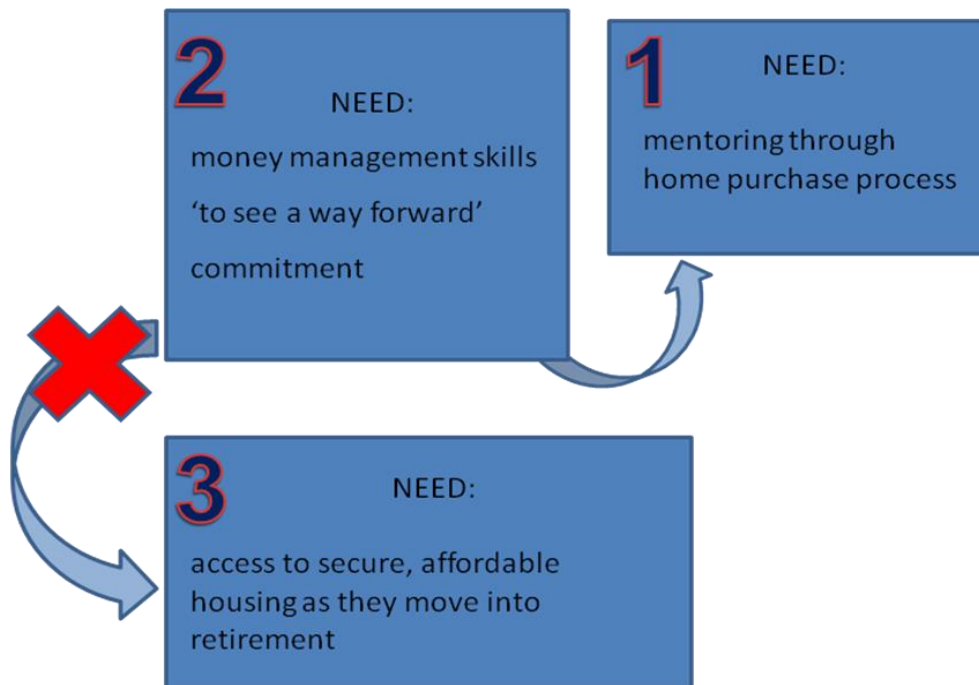 2
NEED:
money management skills
‘to see a way forward’
commitment
1
NEED:
mentoring through
home purchase process
3
NEED:
access to secure, affordable
housing as they move into
retirement